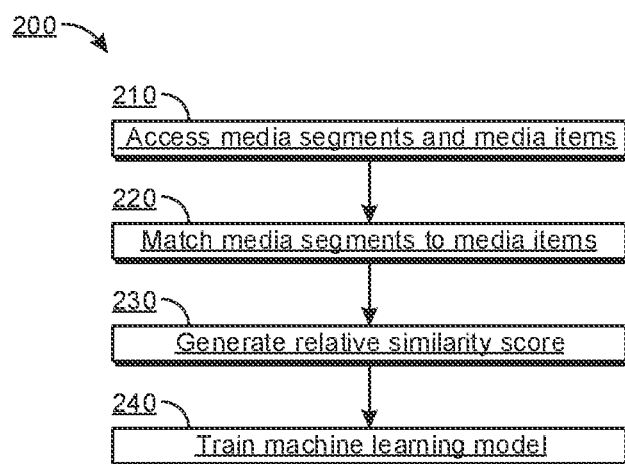 200
210
Access media segments and media items
220
Match media segments to media items
230
Generate relative similarity score
240
Train machine learning model